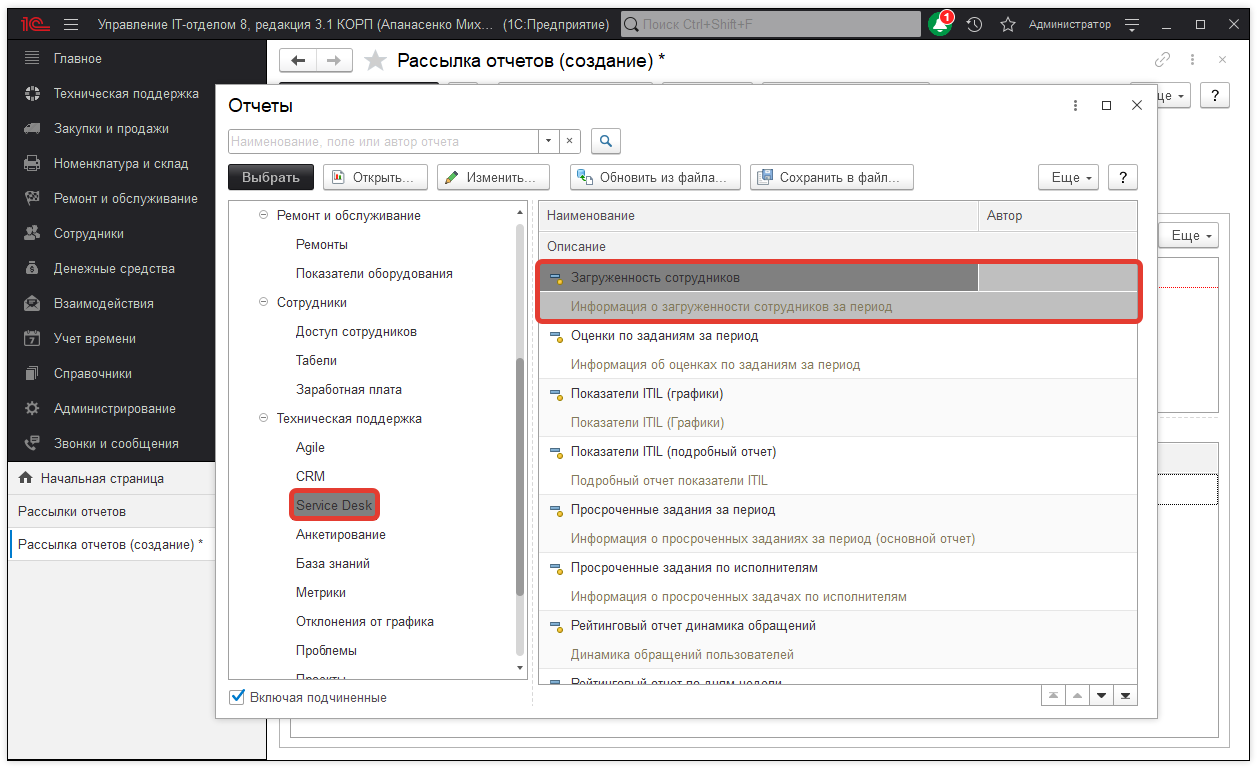 1С Управление IT-отделом 8, редакция 3.1 КОРП (Апанасенко Мих... (1С:Предприятие) Поиск Ctrl+Shift+F 1 Администратор
Главное
Техническая поддержка
Закупки и продажи
Номенклатура и склад
Ремонт и обслуживание
Сотрудники
Денежные средства
Взаимодействия
7 Учет времени
Справочники
Администрирование
Звонки и сообщения
Начальная страница
Рассылки отчетов
Рассылка отчетов (создание) *
Рассылка отчетов (создание) *
ще ?
Еще
Отчеты
Наименование, поле или автор отчета
Выбрать Открыть... Изменить... Обновить из файла... Сохранить в файл... Еще ?
Ремонт и обслуживание
Ремонты
Показатели оборудования
Сотрудники
Доступ сотрудников
Табели
Заработная плата
Техническая поддержка
Agile
CRM
Service Desk
Анкетирование
База знаний
Метрики
Отклонения от графика
Проблемы
Проекты
Включая подчиненные
Наименование Автор
Описание
Загруженность сотрудников
Информация о загруженности сотрудников за период
Оценки по заданиям за период
Информация об оценках по заданиям за период
Показатели ITIL (графики)
Показатели ITIL (Графики)
Показатели ITIL (подробный отчет)
Подробный отчет показатели ITIL
Просроченные задания за период
Информация о просроченных заданиях за период (основной отчет)
Просроченные задания по исполнителям
Информация о просроченных задачах по исполнителям
Рейтинговый отчет динамика обращений
Динамика обращений пользователей
Рейтинговый отчет по дням недели